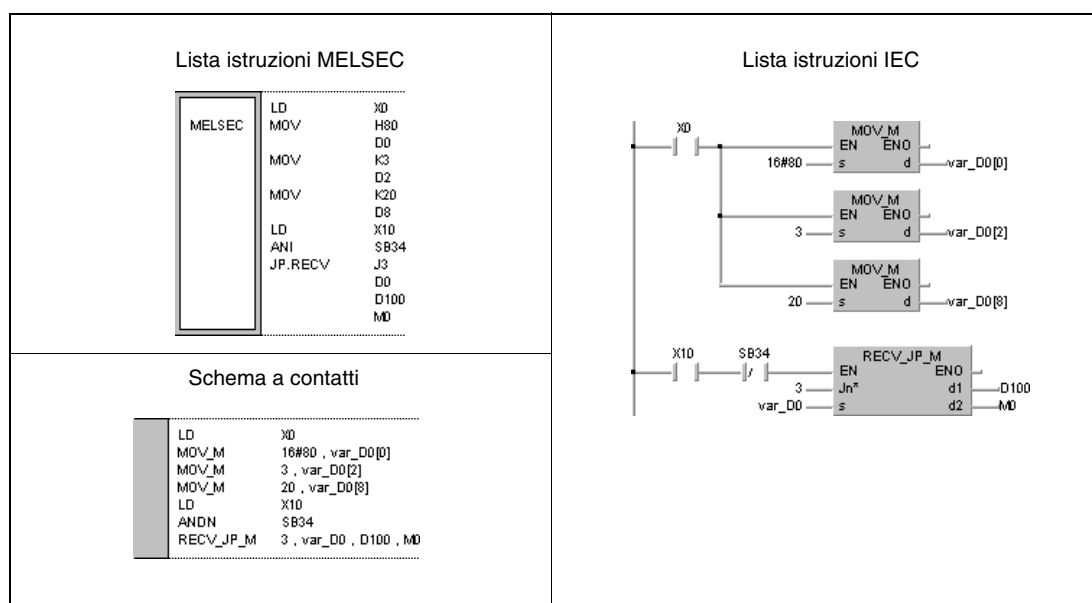 Lista istruzioni MELSEC
MELSEC
LD X0
MOV H80
D0
MOV K3
D2
MOV K20
D8
LD X10
ANI SB34
JP.RECV J3
D0
D100
M0
Schema a contatti
LD X0
MOV_M 16#80 , var_D0[0]
MOV_M 3 , var_D0[2]
MOV_M 20 , var_D0[8]
LD X10
ANDN SB34
RECV_JP_M 3 , var_D0 , D100 , M0
Lista istruzioni IEC
X0
MOV_M
EN ENO
16#80 s d var_D0[0]
MOV_M
EN ENO
3 s d var_D0[2]
MOV_M
EN ENO
20 s d var_D0[8]
X10 SB34
RECV_JP_M
EN ENO
3 Jn* d1 D100
var_D0 s d2 M0